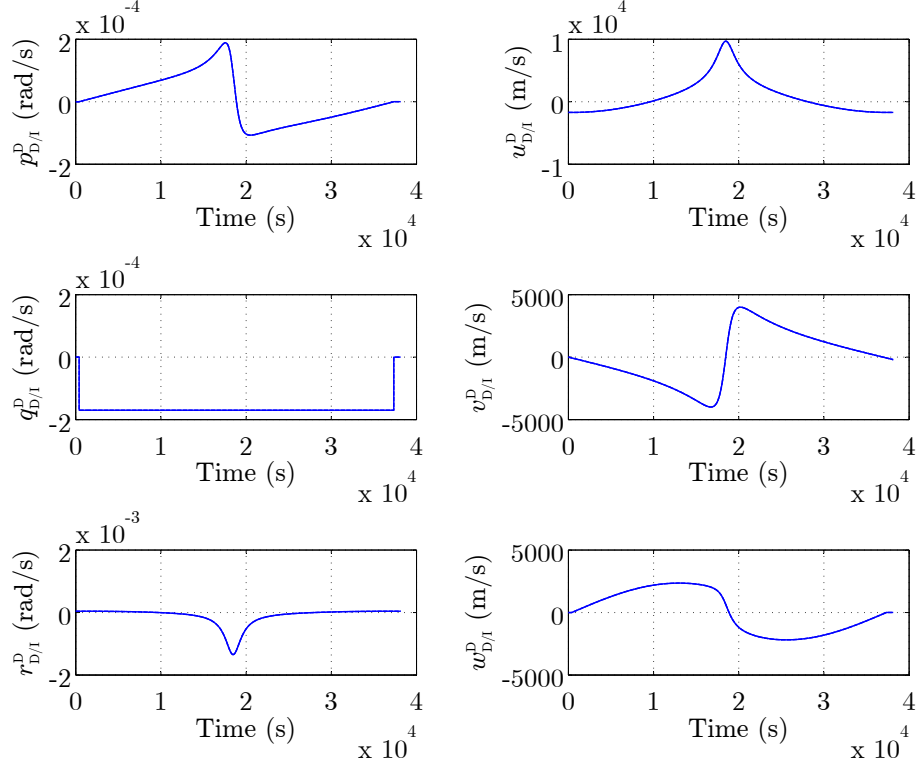 x 10^-4
2
0
-2
p^D_D/I (rad/s)
0 1 2 3 4
Time (s)
x 10^4
x 10^4
1
0
-1
u^D_D/I (m/s)
0 1 2 3 4
Time (s)
x 10^4
x 10^-4
2
0
-2
q^D_D/I (rad/s)
0 1 2 3 4
Time (s)
x 10^4
5000
0
-5000
v^D_D/I (m/s)
0 1 2 3 4
Time (s)
x 10^4
x 10^-3
2
0
-2
r^D_D/I (rad/s)
0 1 2 3 4
Time (s)
x 10^4
5000
0
-5000
w^D_D/I (m/s)
0 1 2 3 4
Time (s)
x 10^4